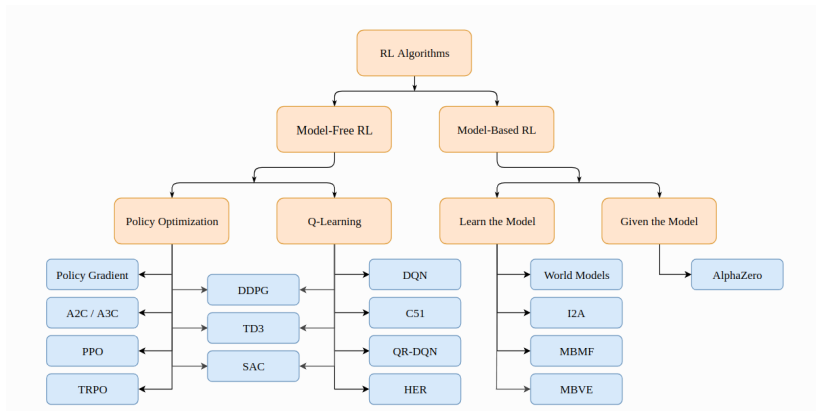 RL Algorithms
Model-Free RL
Model-Based RL
Policy Optimization
Q-Learning
Learn the Model
Given the Model
Policy Gradient
A2C / A3C
PPO
TRPO
DDPG
TD3
SAC
DQN
C51
QR-DQN
HER
World Models
I2A
MBMF
MBVE
AlphaZero